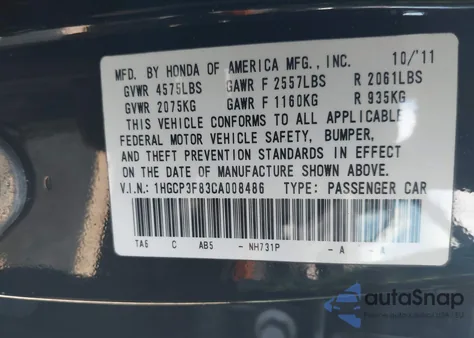 MFD. BY HONDA OF AMERICA MFG., INC. 10/'11
GVWR 4575LBS GAWR F 2557LBS R 2061LBS
GVWR 2075KG GAWR F 1160KG R 935KG
THIS VEHICLE CONFORMS TO ALL APPLICABLE
FEDERAL MOTOR VEHICLE SAFETY, BUMPER,
AND THEFT PREVENTION STANDARDS IN EFFECT
ON THE DATE OF MANUFACTURE SHOWN ABOVE.
V.I.N.: 1HGCP3F83CA008486 TYPE: PASSENGER CAR
TA6 C AB5 - NH731P - A - A
autoSnap